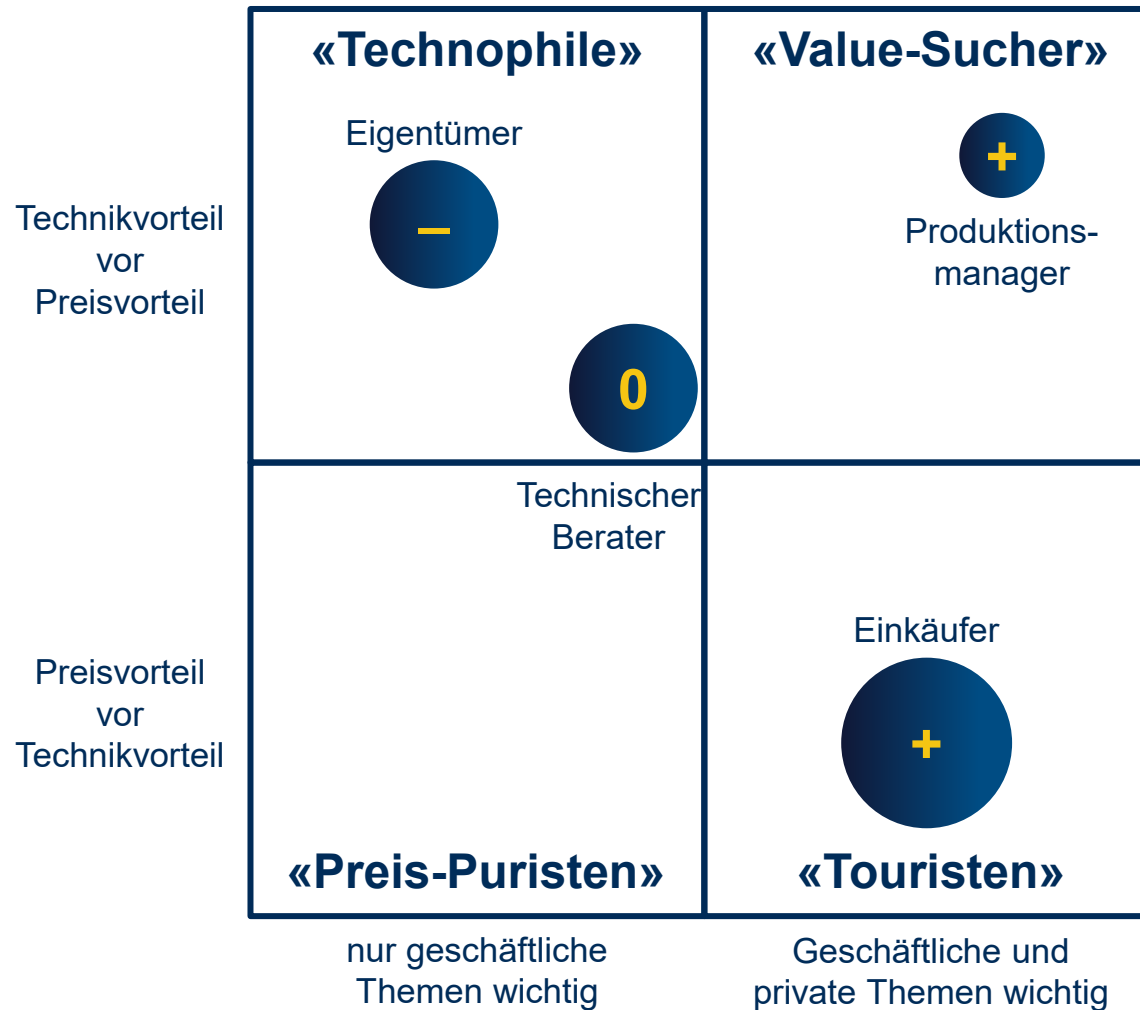 «Technophile»
«Value-Sucher»
Eigentümer
–
+
Produktions-
manager
Technikvorteil
vor
Preisvorteil
0
Technischer
Berater
Einkäufer
+
Preisvorteil
vor
Technikvorteil
«Preis-Puristen»
«Touristen»
nur geschäftliche
Themen wichtig
Geschäftliche und
private Themen wichtig